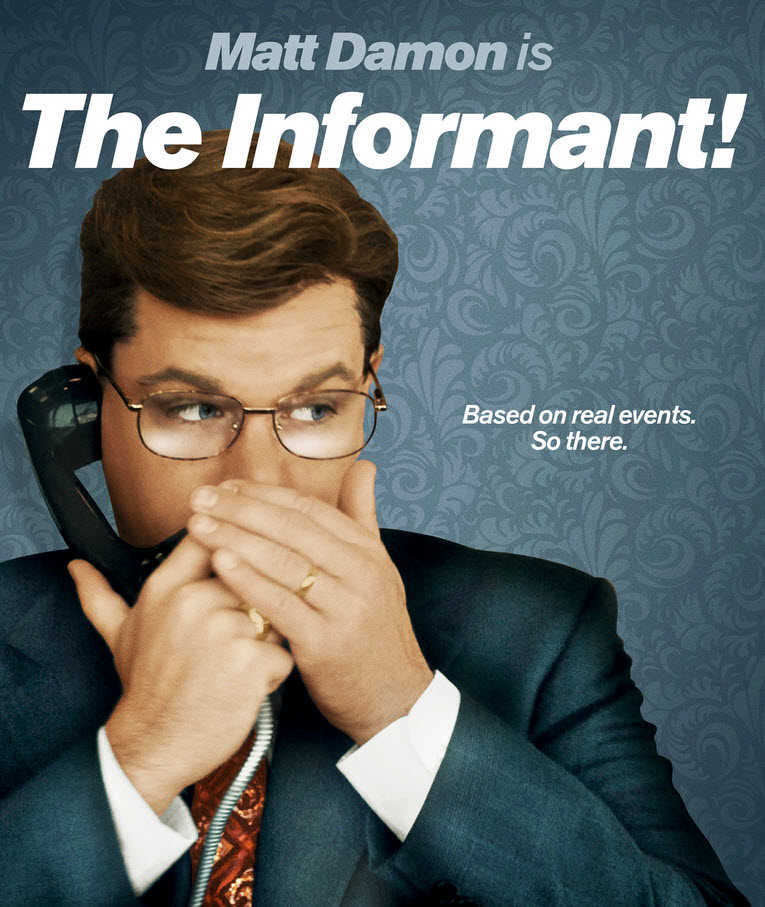 Matt Damon is
The Informant!
Based on real events.
So there.